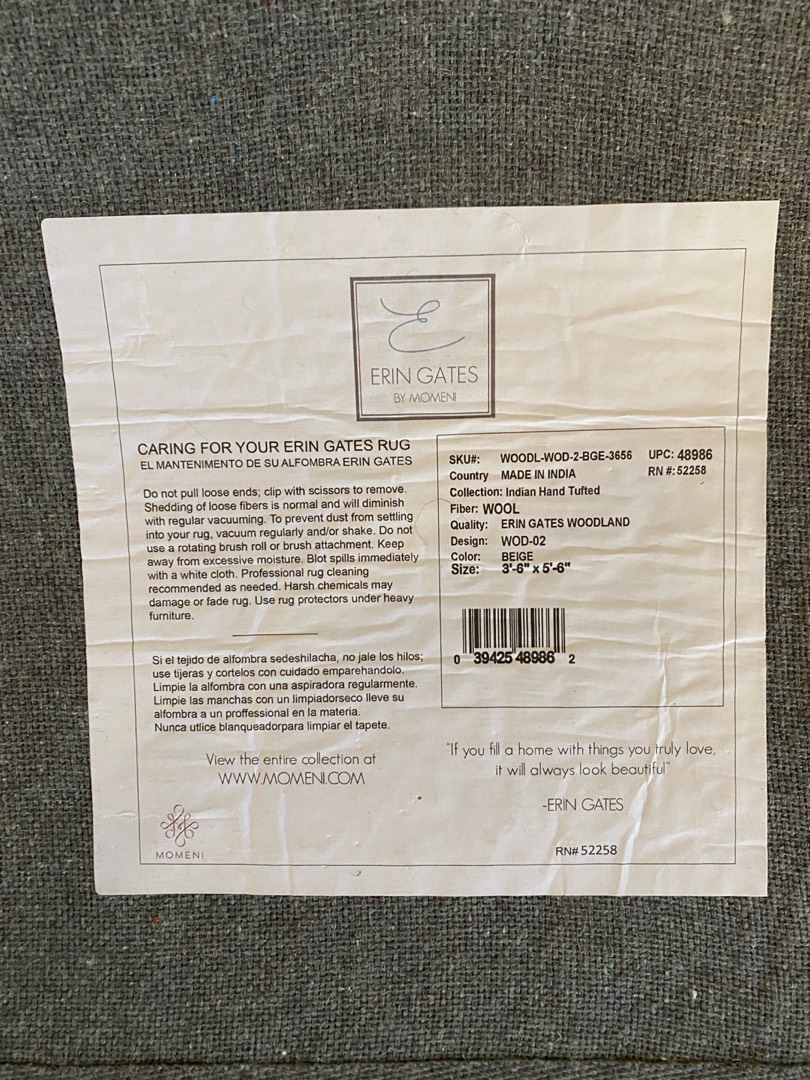 E
ERIN GATES
BY MOMENI
CARING FOR YOUR ERIN GATES RUG
EL MANTENIMENTO DE SU ALFOMBRA ERIN GATES
Do not pull loose ends; clip with scissors to remove.
Shedding of loose fibers is normal and will diminish
with regular vacuuming. To prevent dust from settling
into your rug, vacuum regularly and/or shake. Do not
use a rotating brush roll or brush attachment. Keep
away from excessive moisture. Blot spills immediately
with a white cloth. Professional rug cleaning
recommended as needed. Harsh chemicals may
damage or fade rug. Use rug protectors under heavy
furniture.
Si el tejido de alfombra sedeshilacha, no jale los hilos;
use tijeras y cortelos con cuidado emparehandolo.
Limpie la alfombra con una aspiradora regularmente.
Limpie las manchas con un limpiadorseco lleve su
alfombra a un proffessional en la materia.
Nunca utlice blanqueadorpara limpiar el tapete.
View the entire collection at
WWW.MOMENI.COM
MOMENI
SKU#: WOODL-WOD-2-BGE-3656 UPC: 48986
Country MADE IN INDIA RN #: 52258
Collection: Indian Hand Tufted
Fiber: WOOL
Quality: ERIN GATES WOODLAND
Design: WOD-02
Color: BEIGE
Size: 3'-6" x 5'-6"
0 39425 48986 2
"If you fill a home with things you truly love,
it will always look beautiful"
-ERIN GATES
RN# 52258